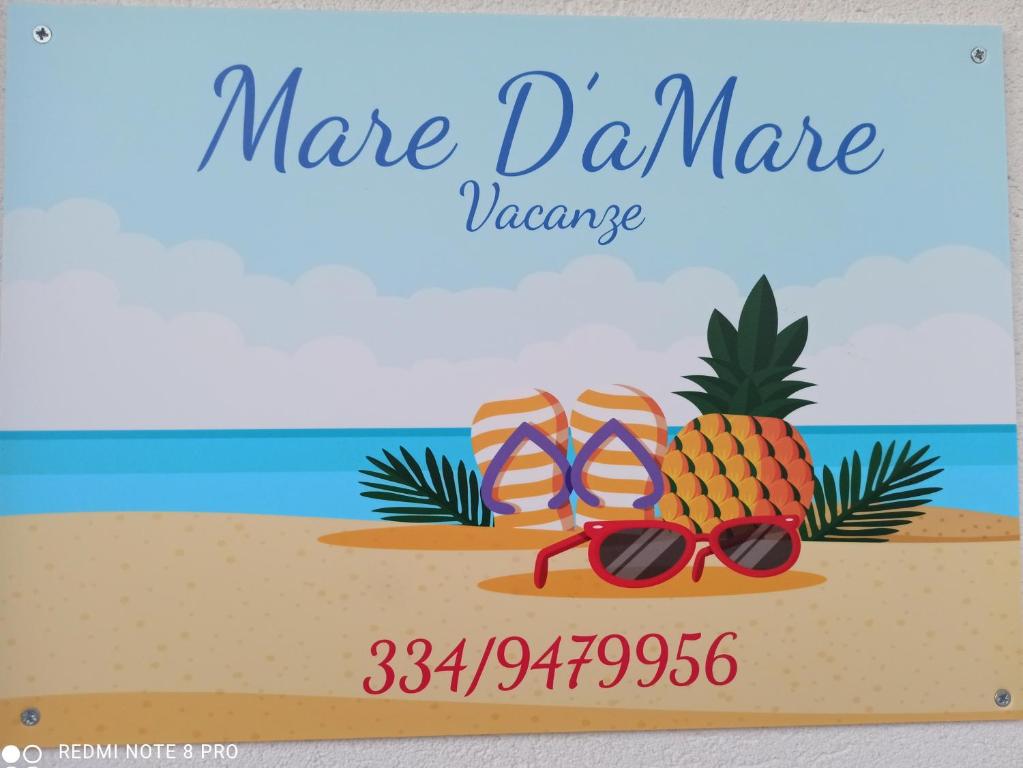 Mare D'aMare
Vacanze
334/9479956
REDMI NOTE 8 PRO